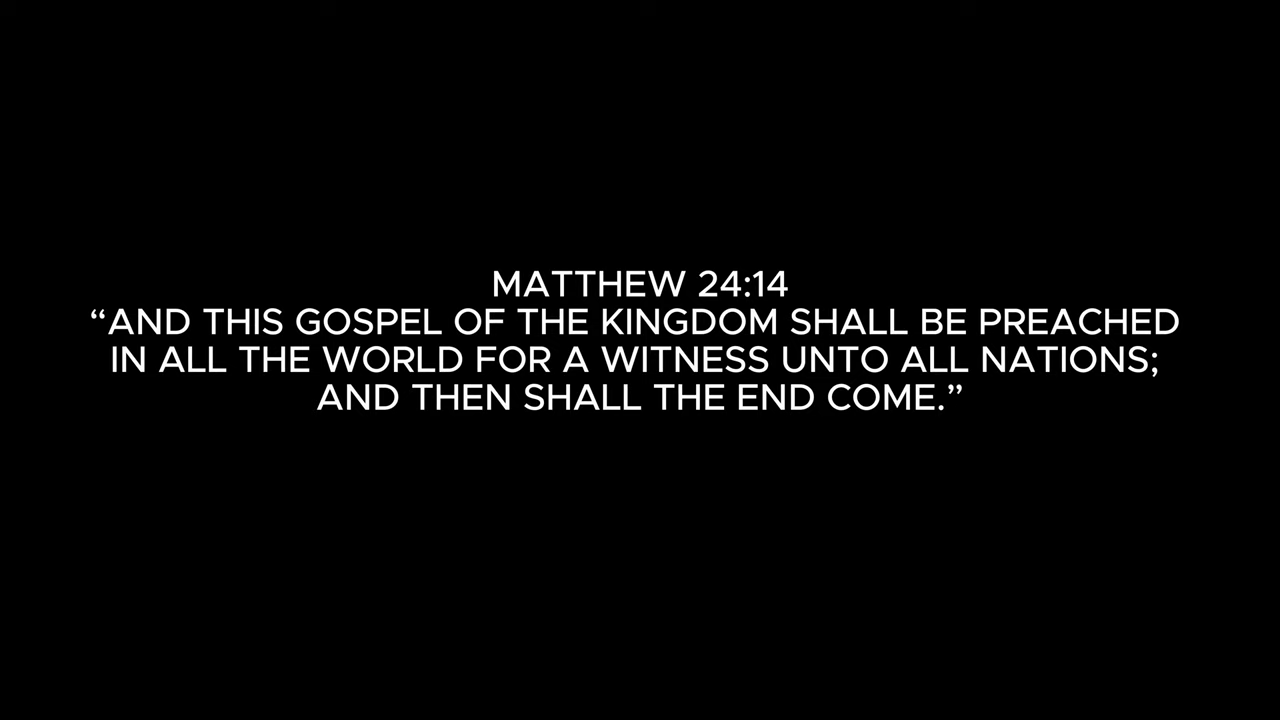 MATTHEW 24:14
“AND THIS GOSPEL OF THE KINGDOM SHALL BE PREACHED
IN ALL THE WORLD FOR A WITNESS UNTO ALL NATIONS;
AND THEN SHALL THE END COME.”